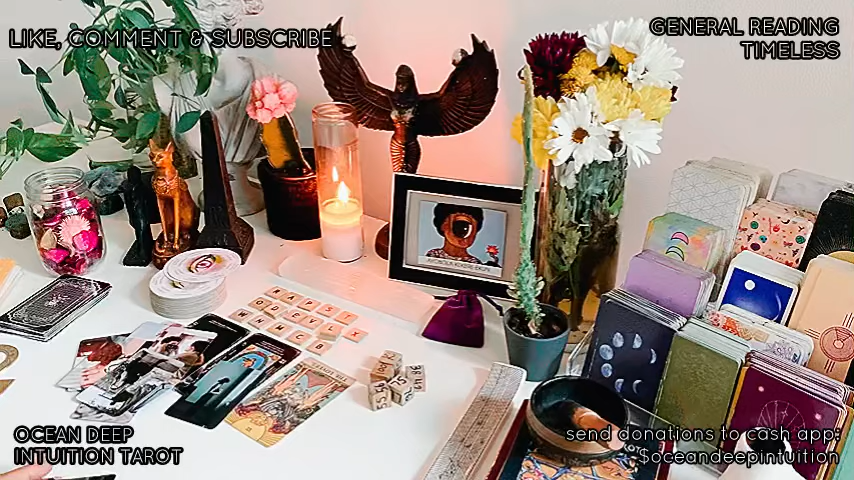 LIKE, COMMENT & SUBSCRIBE
GENERAL READING
TIMELESS
OCEAN DEEP
INTUITION TAROT
send donations to cash app:
$oceandeepintuition